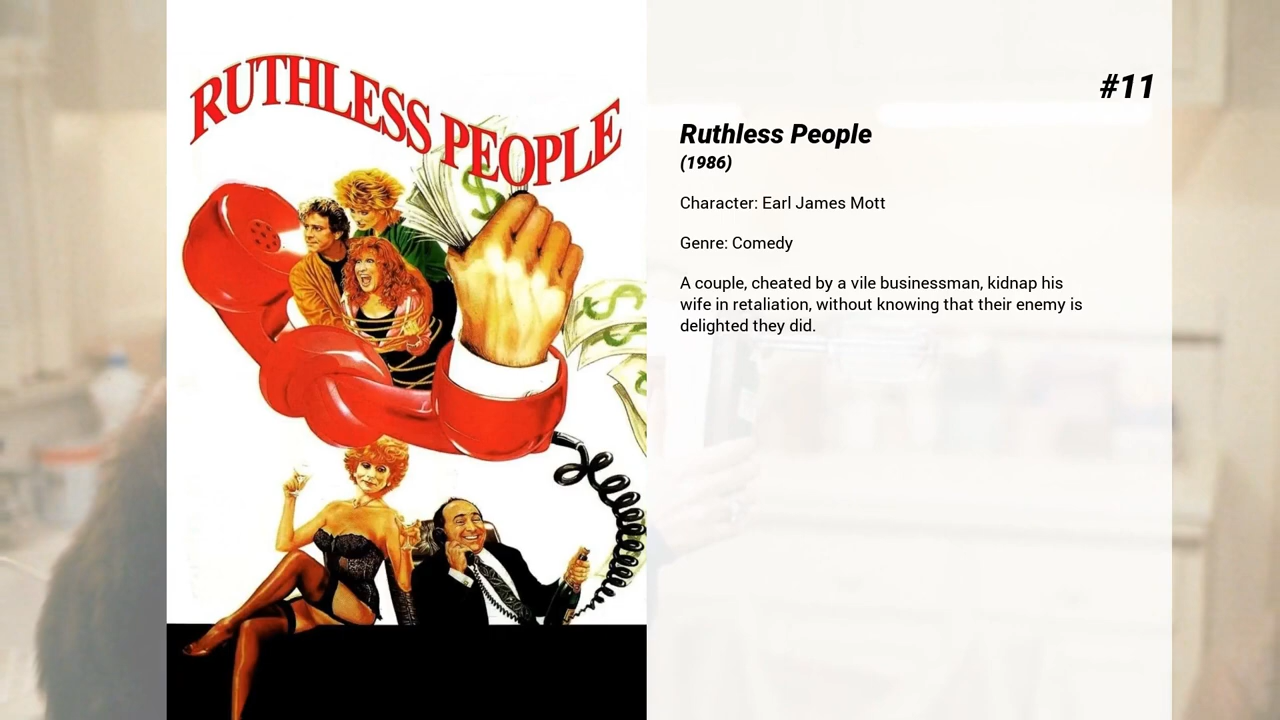 RUTHLESS PEOPLE
#11
Ruthless People
(1986)
Character: Earl James Mott
Genre: Comedy
A couple, cheated by a vile businessman, kidnap his
wife in retaliation, without knowing that their enemy is
delighted they did.